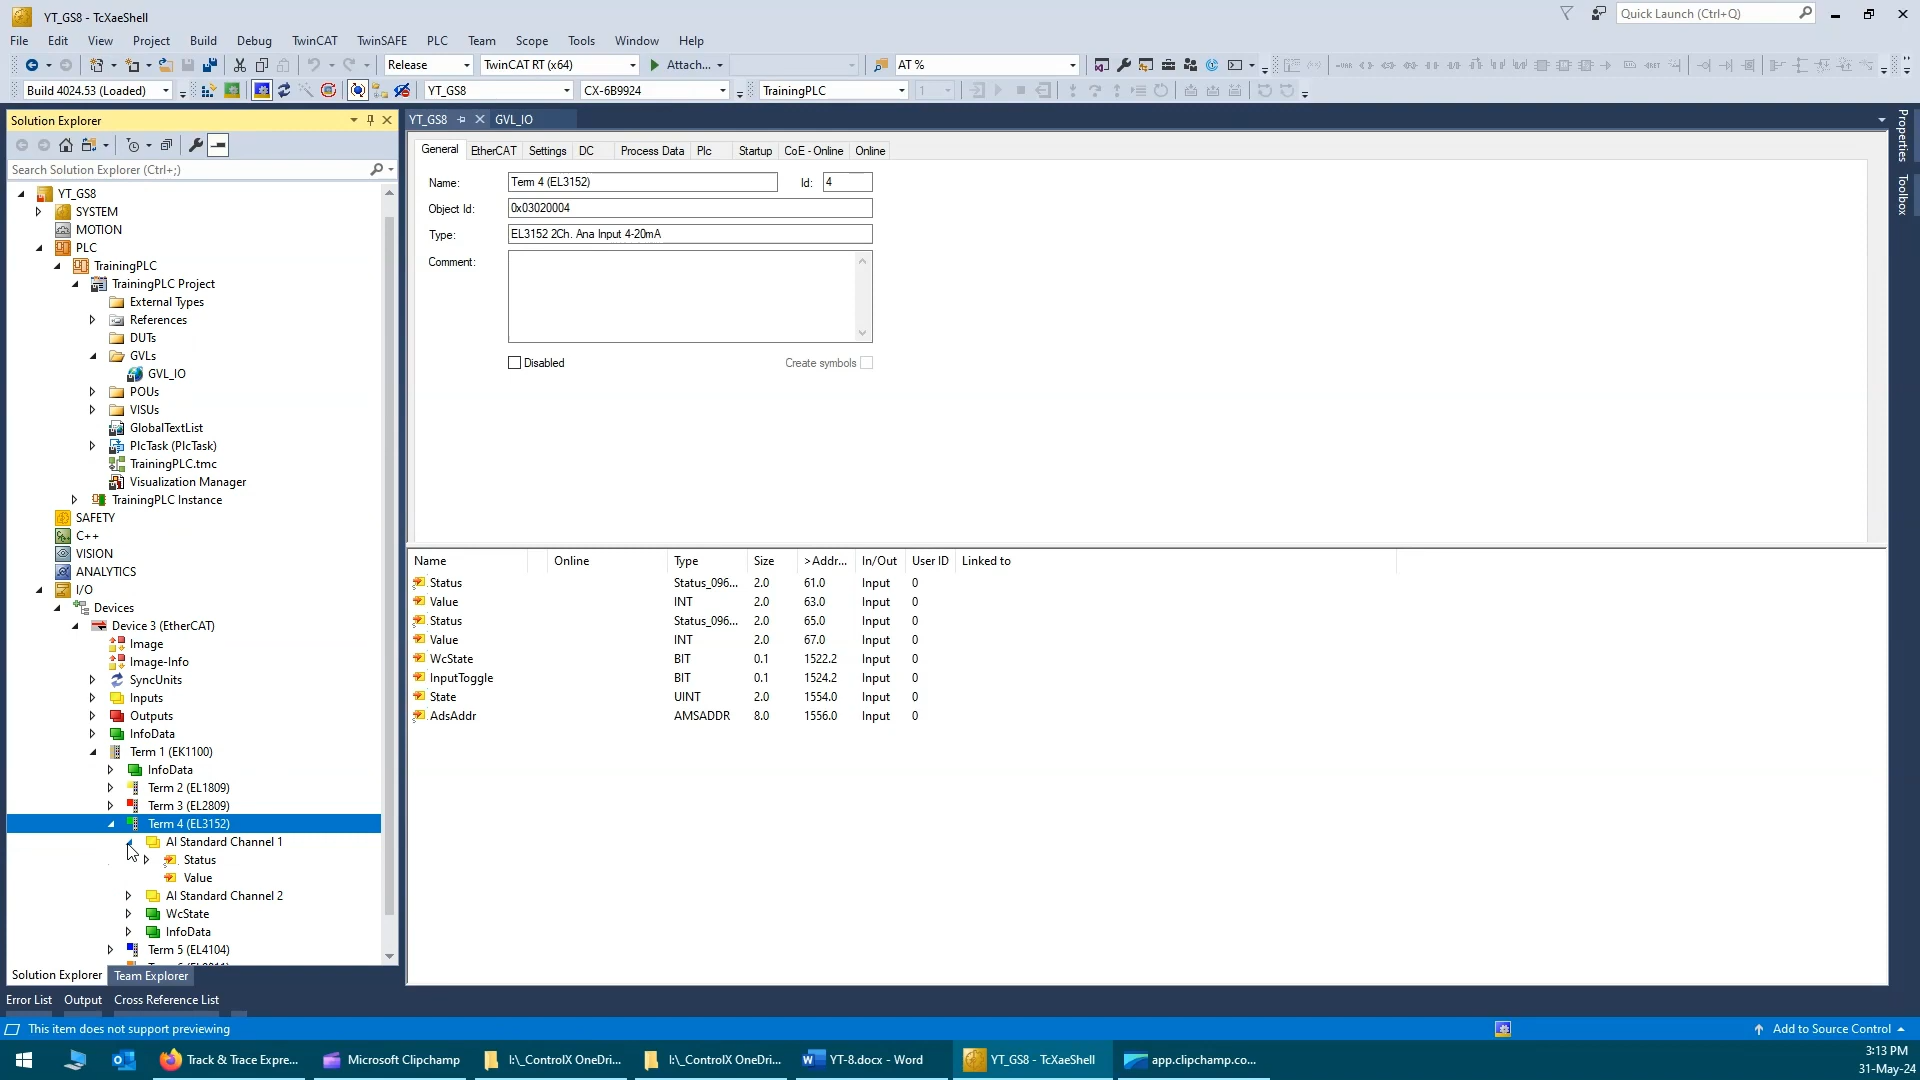 YT_GS8 - TcXaeShell
Quick Launch (Ctrl+Q)
File Edit View Project Build Debug TwinCAT TwinSAFE PLC Team Scope Tools Window Help
Release TwinCAT RT (x64) Attach... AT %
Build 4024.53 (Loaded) YT_GS8 CX-6B9924 TrainingPLC 1
Solution Explorer
Search Solution Explorer (Ctrl+;)
YT_GS8
SYSTEM
MOTION
PLC
TrainingPLC
TrainingPLC Project
External Types
References
DUTs
GVLs
GVL_IO
POUs
VISUs
GlobalTextList
PlcTask (PlcTask)
TrainingPLC.tmc
Visualization Manager
TrainingPLC Instance
SAFETY
C++
VISION
ANALYTICS
I/O
Devices
Device 3 (EtherCAT)
Image
Image-Info
SyncUnits
Inputs
Outputs
InfoData
Term 1 (EK1100)
InfoData
Term 2 (EL1809)
Term 3 (EL2809)
Term 4 (EL3152)
AI Standard Channel 1
Status
Value
AI Standard Channel 2
WcState
InfoData
Term 5 (EL4104)
Solution Explorer Team Explorer
YT_GS8 GVL_IO
General EtherCAT Settings DC Process Data Plc Startup CoE - Online Online
Name: Term 4 (EL3152) Id: 4
Object Id: 0x03020004
Type: EL3152 2Ch. Ana Input 4-20mA
Comment:
Disabled Create symbols
Name Online Type Size >Addr... In/Out User ID Linked to
Status Status_096... 2.0 61.0 Input 0
Value INT 2.0 63.0 Input 0
Status Status_096... 2.0 65.0 Input 0
Value INT 2.0 67.0 Input 0
WcState BIT 0.1 1522.2 Input 0
InputToggle BIT 0.1 1524.2 Input 0
State UINT 2.0 1554.0 Input 0
AdsAddr AMSADDR 8.0 1556.0 Input 0
Properties
Toolbox
Error List Output Cross Reference List
This item does not support previewing
Add to Source Control
Track & Trace Expre... Microsoft Clipchamp I:\_ControlX OneDri... I:\_ControlX OneDri... YT-8.docx - Word YT_GS8 - TcXaeShell app.clipchamp.co...
3:13 PM
31-May-24